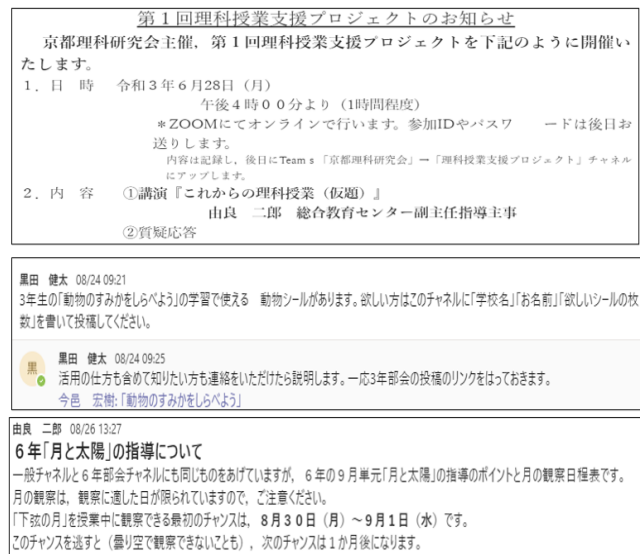 第1回理科授業支援プロジェクトのお知らせ
京都理科研究会主催，第1回理科授業支援プロジェクトを下記のように開催い
たします。
1．日　時　令和3年6月28日（月）
午後4時00分より（1時間程度）
＊ZOOMにてオンラインで行います。参加IDやパスワ　　ードは後日お
送りします。
内容は記録し，後日にTeam s「京都理科研究会」→「理科授業支援プロジェクト」チャネル
にアップします。
2．内　容　①講演『これからの理科授業（仮題）』
由良　二郎　総合教育センター副主任指導主事
②質疑応答
黒田　健太 08/24 09:21
3年生の「動物のすみかをしらべよう」の学習で使える　動物シールがあります。欲しい方はこのチャネルに「学校名」「お名前」「欲しいシールの枚
数」を書いて投稿してください。
黒
黒田　健太 08/24 09:25
活用の仕方も含めて知りたい方も連絡をいただけたら説明します。一応3年部会の投稿のリンクをはっておきます。
今邑　宏樹:「動物のすみかをしらべよう」
由良　二郎 08/26 13:27
6年「月と太陽」の指導について
一般チャネルと6年部会チャネルにも同じものをあげていますが，6年の9月単元「月と太陽」の指導のポイントと月の観察日程表です。
月の観察は，観察に適した日が限られていますので，ご注意ください。
「下弦の月」を授業中に観察できる最初のチャンスは，8月30日（月）～9月1日（水）です。
このチャンスを逃すと（曇り空で観察できないことも），次のチャンスは1か月後になります。